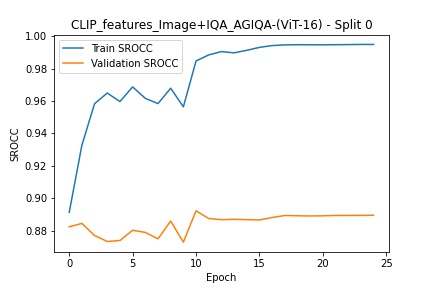 CLIP_features_Image+IQA_AGIQA-(ViT-16) - Split 0
Train SROCC
Validation SROCC
1.00
0.98
0.96
0.94
0.92
0.90
0.88
SROCC
0 5 10 15 20 25
Epoch